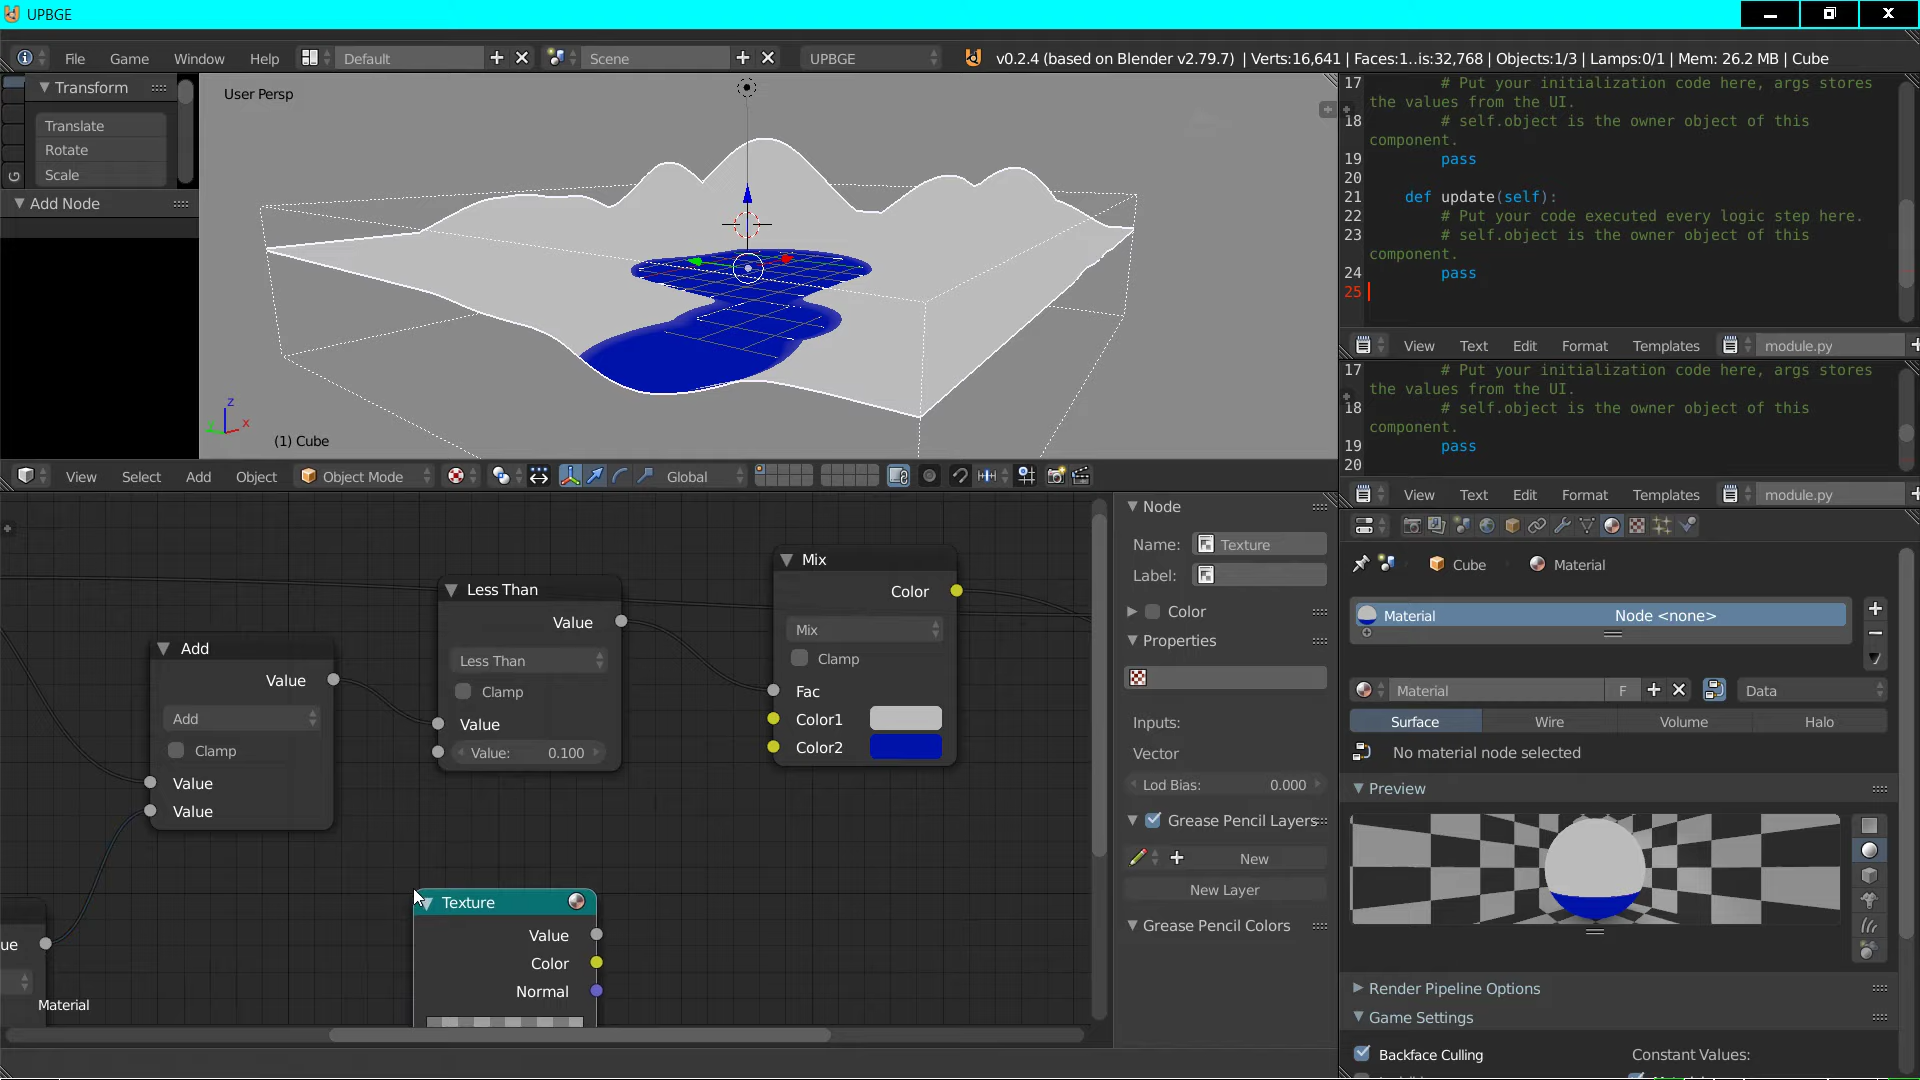 UPBGE
File Game Window Help Default Scene UPBGE v0.2.4 (based on Blender v2.79.7) | Verts:16,641 | Faces:1..is:32,768 | Objects:1/3 | Lamps:0/1 | Mem: 26.2 MB | Cube
Transform
Translate
Rotate
Scale
G
Add Node
User Persp
z
x
(1) Cube
17 # Put your initialization code here, args stores
the values from the UI.
18 # self.object is the owner object of this
component.
19 pass
20
21 def update(self):
22 # Put your code executed every logic step here.
23 # self.object is the owner object of this
component.
24 pass
25
View Text Edit Format Templates module.py
17 # Put your initialization code here, args stores
the values from the UI.
18 # self.object is the owner object of this
component.
19 pass
20
View Text Edit Format Templates module.py
View Select Add Object Object Mode Global
Add
Value
Add
Clamp
Value
Value
ue
Material
Less Than
Value
Less Than
Clamp
Value
Value: 0.100
Mix
Color
Mix
Clamp
Fac
Color1
Color2
Texture
Value
Color
Normal
Node
Name: Texture
Label:
Color
Properties
Inputs:
Vector
Lod Bias: 0.000
Grease Pencil Layers
New
New Layer
Grease Pencil Colors
Cube Material
Material Node <none>
Material F Data
Surface Wire Volume Halo
No material node selected
Preview
Render Pipeline Options
Game Settings
Backface Culling Constant Values: